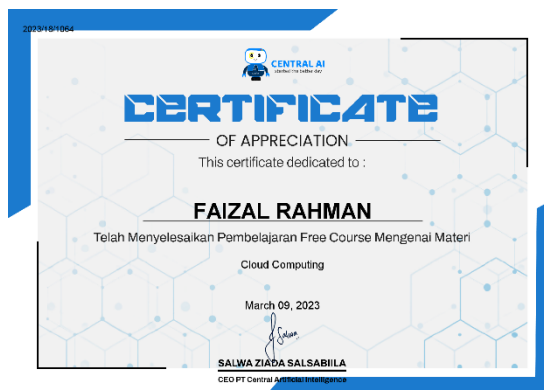 2023/18/1064
CENTRAL AI
started the better day
CERTIFICATE
OF APPRECIATION
This certificate dedicated to :
FAIZAL RAHMAN
Telah Menyelesaikan Pembelajaran Free Course Mengenai Materi
Cloud Computing
March 09, 2023
Salwa
SALWA ZIADA SALSABIILA
CEO PT Central Artificial Intelligence